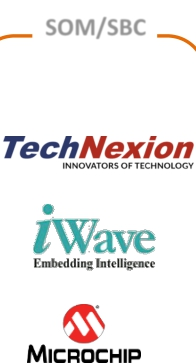 SOM/SBC
TechNexion
INNOVATORS OF TECHNOLOGY
iWave
Embedding Intelligence
MICROCHIP